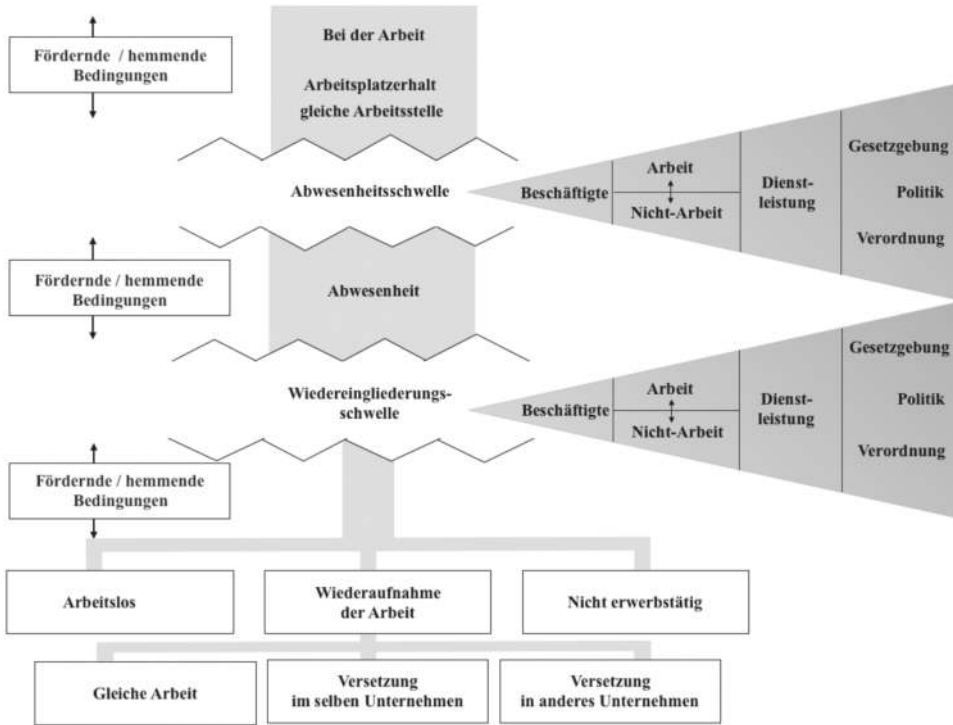 Fördernde / hemmende
Bedingungen
Bei der Arbeit
Arbeitsplatzerhalt
gleiche Arbeitsstelle
Abwesenheitsschwelle
Beschäftigte
Arbeit
Nicht-Arbeit
Dienst-
leistung
Gesetzgebung
Politik
Verordnung
Fördernde / hemmende
Bedingungen
Abwesenheit
Wiedereingliederungs-
schwelle
Beschäftigte
Arbeit
Nicht-Arbeit
Dienst-
leistung
Gesetzgebung
Politik
Verordnung
Fördernde / hemmende
Bedingungen
Arbeitslos
Wiederaufnahme
der Arbeit
Nicht erwerbstätig
Gleiche Arbeit
Versetzung
im selben Unternehmen
Versetzung
in anderes Unternehmen